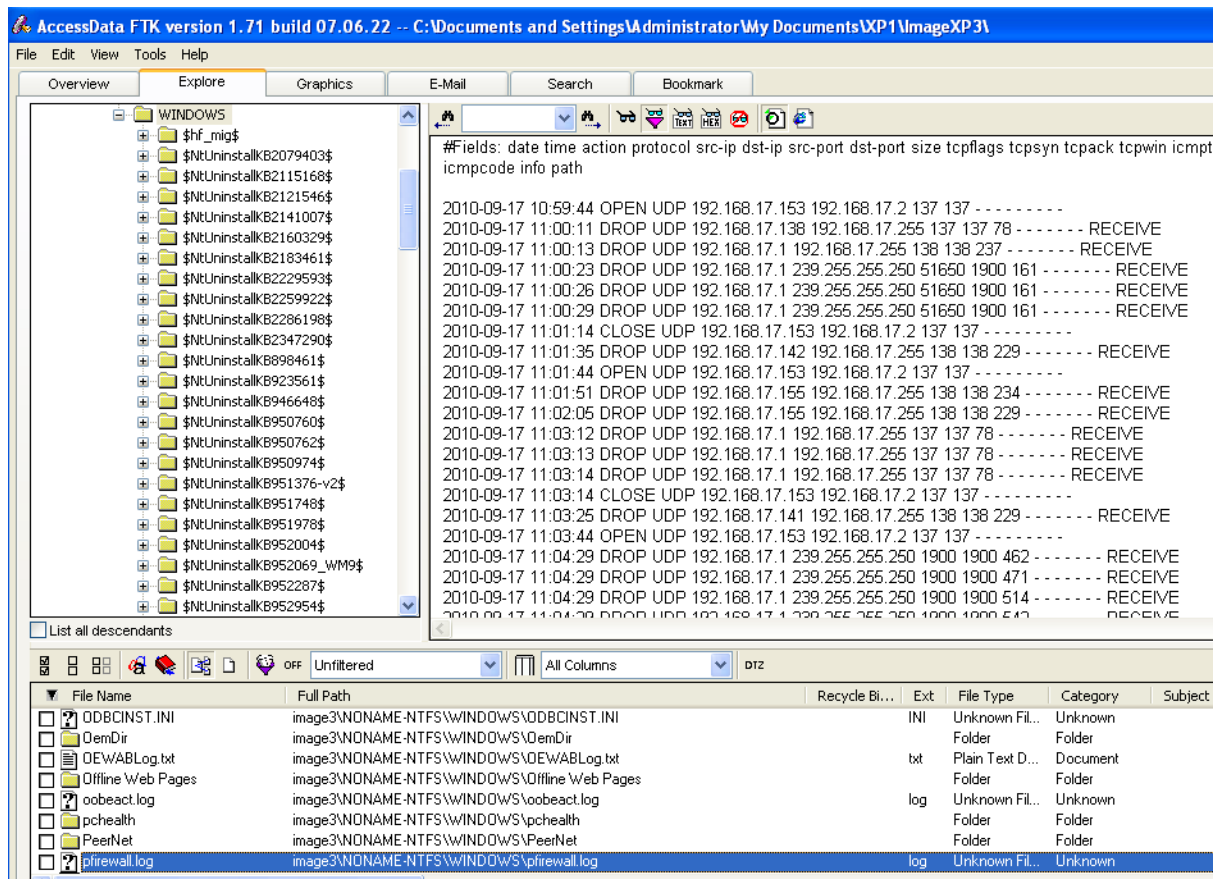 AccessData FTK version 1.71 build 07.06.22 -- C:\Documents and Settings\Administrator\My Documents\XP1\ImageXP3\
File Edit View Tools Help
Overview Explore Graphics E-Mail Search Bookmark
WINDOWS
$hf_mig$
$NtUninstallKB2079403$
$NtUninstallKB2115168$
$NtUninstallKB2121546$
$NtUninstallKB2141007$
$NtUninstallKB2160329$
$NtUninstallKB2183461$
$NtUninstallKB2229593$
$NtUninstallKB2259922$
$NtUninstallKB2286198$
$NtUninstallKB2347290$
$NtUninstallKB898461$
$NtUninstallKB923561$
$NtUninstallKB946648$
$NtUninstallKB950760$
$NtUninstallKB950762$
$NtUninstallKB950974$
$NtUninstallKB951376-v2$
$NtUninstallKB951748$
$NtUninstallKB951978$
$NtUninstallKB952004$
$NtUninstallKB952069_WM9$
$NtUninstallKB952287$
$NtUninstallKB952954$
List all descendants
TEXT HEX
#Fields: date time action protocol src-ip dst-ip src-port dst-port size tcpflags tcpsyn tcpack tcpwin icmpt
icmpcode info path
2010-09-17 10:59:44 OPEN UDP 192.168.17.153 192.168.17.2 137 137 - - - - - - - - -
2010-09-17 11:00:11 DROP UDP 192.168.17.138 192.168.17.255 137 137 78 - - - - - - - RECEIVE
2010-09-17 11:00:13 DROP UDP 192.168.17.1 192.168.17.255 138 138 237 - - - - - - - RECEIVE
2010-09-17 11:00:23 DROP UDP 192.168.17.1 239.255.255.250 51650 1900 161 - - - - - - - RECEIVE
2010-09-17 11:00:26 DROP UDP 192.168.17.1 239.255.255.250 51650 1900 161 - - - - - - - RECEIVE
2010-09-17 11:00:29 DROP UDP 192.168.17.1 239.255.255.250 51650 1900 161 - - - - - - - RECEIVE
2010-09-17 11:01:14 CLOSE UDP 192.168.17.153 192.168.17.2 137 137 - - - - - - - - -
2010-09-17 11:01:35 DROP UDP 192.168.17.142 192.168.17.255 138 138 229 - - - - - - - RECEIVE
2010-09-17 11:01:44 OPEN UDP 192.168.17.153 192.168.17.2 137 137 - - - - - - - - -
2010-09-17 11:01:51 DROP UDP 192.168.17.155 192.168.17.255 138 138 234 - - - - - - - RECEIVE
2010-09-17 11:02:05 DROP UDP 192.168.17.155 192.168.17.255 138 138 229 - - - - - - - RECEIVE
2010-09-17 11:03:12 DROP UDP 192.168.17.1 192.168.17.255 137 137 78 - - - - - - - RECEIVE
2010-09-17 11:03:13 DROP UDP 192.168.17.1 192.168.17.255 137 137 78 - - - - - - - RECEIVE
2010-09-17 11:03:14 DROP UDP 192.168.17.1 192.168.17.255 137 137 78 - - - - - - - RECEIVE
2010-09-17 11:03:14 CLOSE UDP 192.168.17.153 192.168.17.2 137 137 - - - - - - - - -
2010-09-17 11:03:25 DROP UDP 192.168.17.141 192.168.17.255 138 138 229 - - - - - - - RECEIVE
2010-09-17 11:03:44 OPEN UDP 192.168.17.153 192.168.17.2 137 137 - - - - - - - - -
2010-09-17 11:04:29 DROP UDP 192.168.17.1 239.255.255.250 1900 1900 462 - - - - - - - RECEIVE
2010-09-17 11:04:29 DROP UDP 192.168.17.1 239.255.255.250 1900 1900 471 - - - - - - - RECEIVE
2010-09-17 11:04:29 DROP UDP 192.168.17.1 239.255.255.250 1900 1900 514 - - - - - - - RECEIVE
OFF Unfiltered All Columns DTZ
File Name Full Path Recycle Bi... Ext File Type Category Subject
ODBCINST.INI image3\NONAME-NTFS\WINDOWS\ODBCINST.INI INI Unknown Fil... Unknown
OemDir image3\NONAME-NTFS\WINDOWS\OemDir Folder Folder
OEWABLog.txt image3\NONAME-NTFS\WINDOWS\OEWABLog.txt txt Plain Text D... Document
Offline Web Pages image3\NONAME-NTFS\WINDOWS\Offline Web Pages Folder Folder
oobeact.log image3\NONAME-NTFS\WINDOWS\oobeact.log log Unknown Fil... Unknown
pchealth image3\NONAME-NTFS\WINDOWS\pchealth Folder Folder
PeerNet image3\NONAME-NTFS\WINDOWS\PeerNet Folder Folder
pfirewall.log image3\NONAME-NTFS\WINDOWS\pfirewall.log log Unknown Fil... Unknown